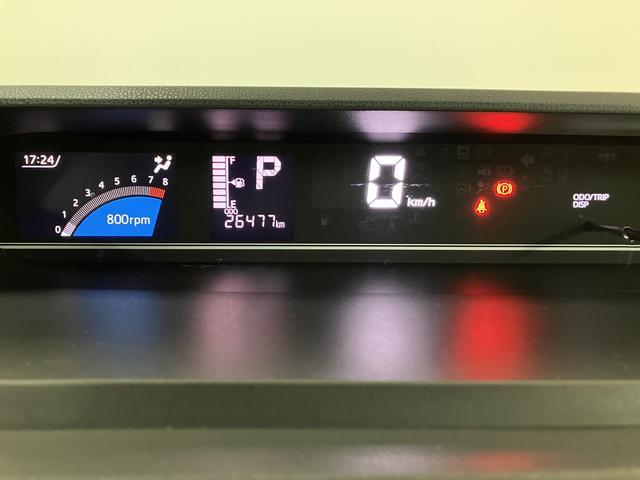 17:24
0 1 2 3 4 5 6 7 8
800rpm
F
E
P
ODO
26477km
0 km/h
P
ODO/TRIP
DISP